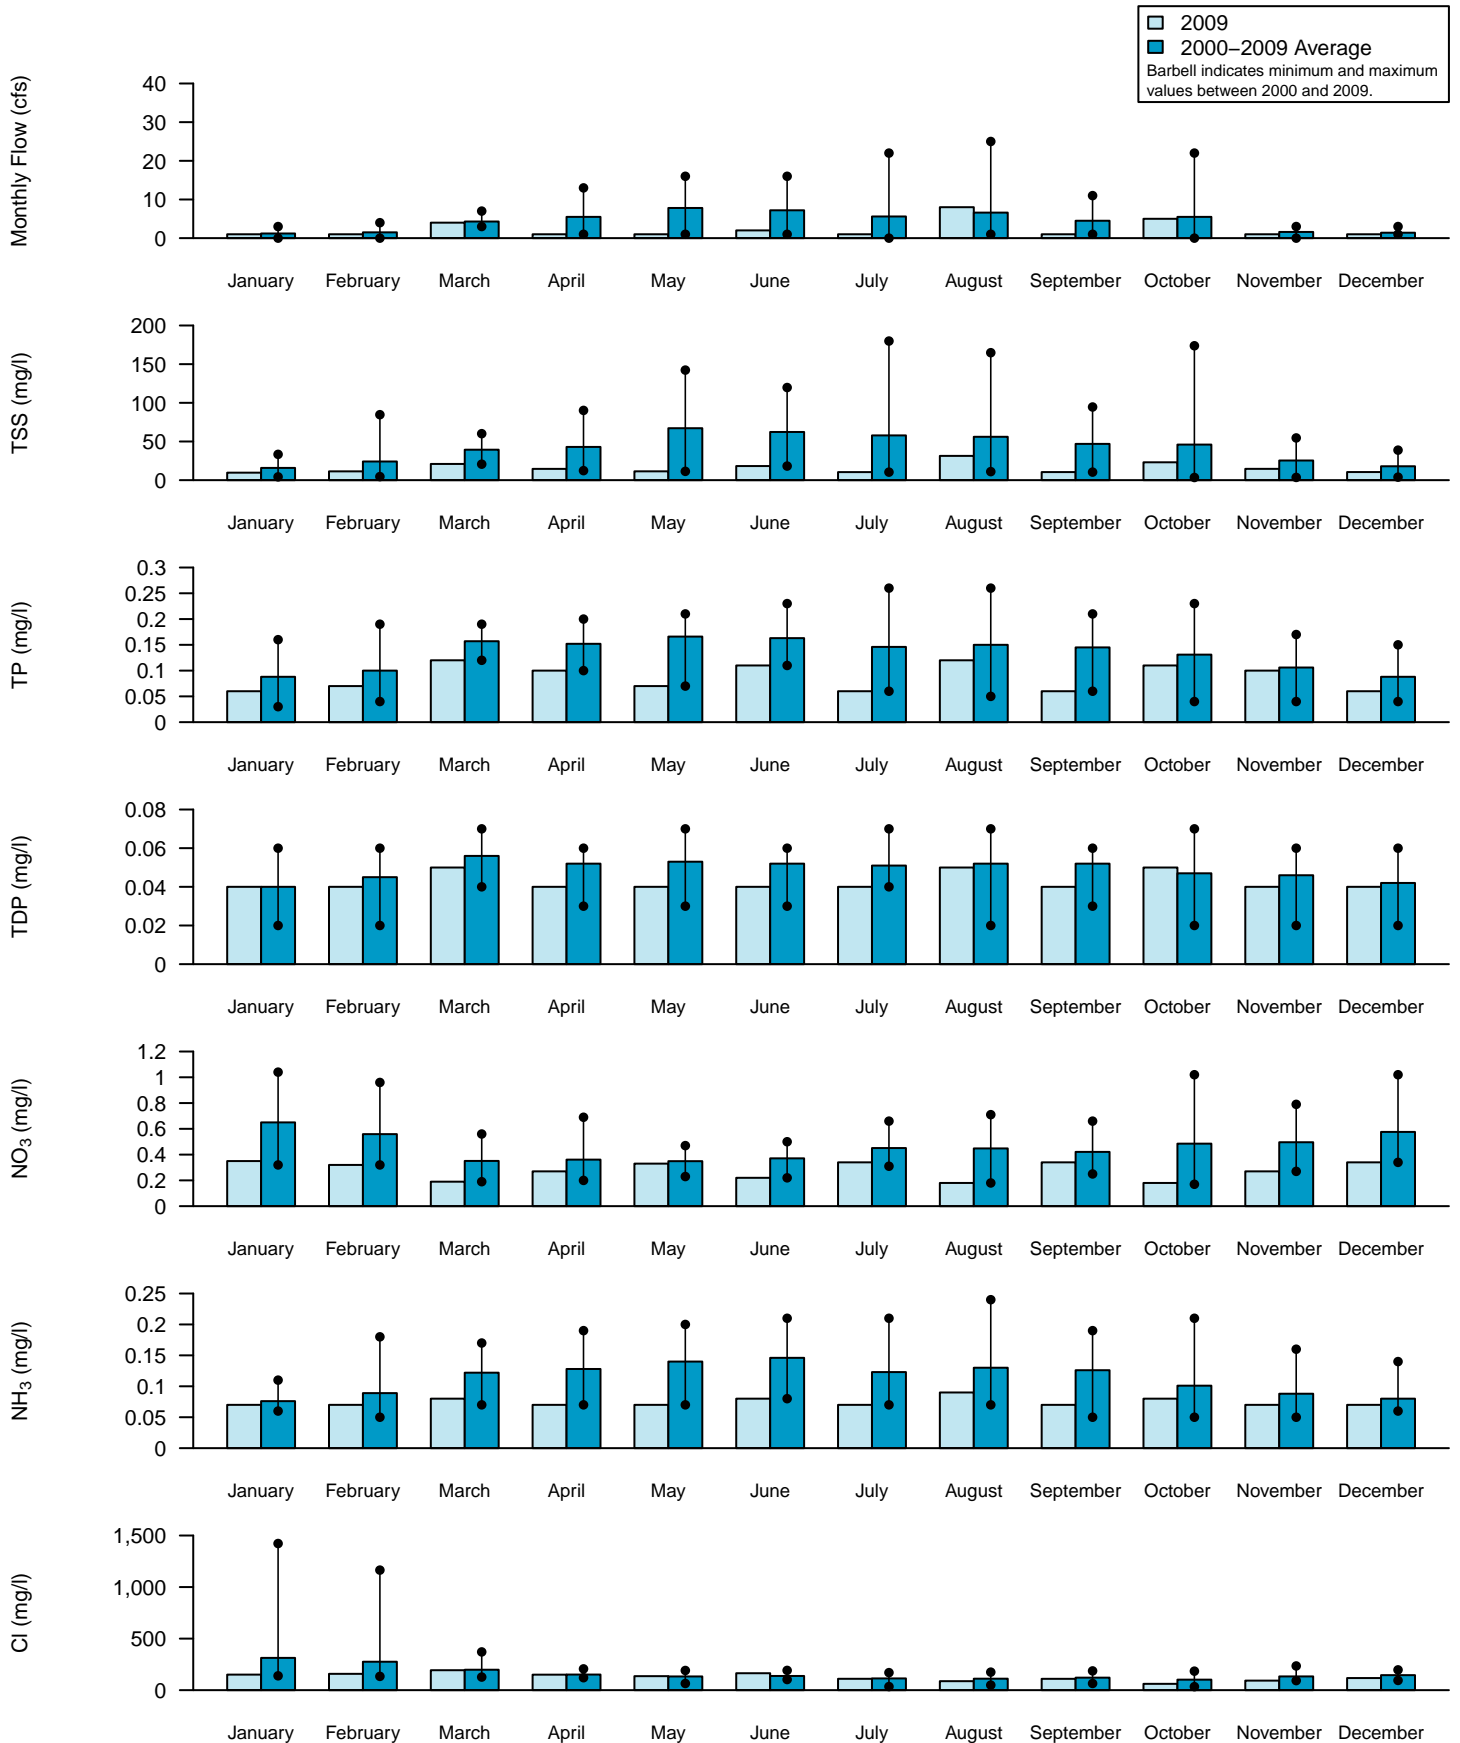 2009
2000–2009 Average
Barbell indicates minimum and maximum
values between 2000 and 2009.
Monthly Flow (cfs)
40
30
20
10
0
January February March April May June July August September October November December
TSS (mg/l)
200
150
100
50
0
January February March April May June July August September October November December
TP (mg/l)
0.3
0.25
0.2
0.15
0.1
0.05
0
January February March April May June July August September October November December
TDP (mg/l)
0.08
0.06
0.04
0.02
0
January February March April May June July August September October November December
NO3 (mg/l)
1.2
1
0.8
0.6
0.4
0.2
0
January February March April May June July August September October November December
NH3 (mg/l)
0.25
0.2
0.15
0.1
0.05
0
January February March April May June July August September October November December
Cl (mg/l)
1,500
1,000
500
0
January February March April May June July August September October November December